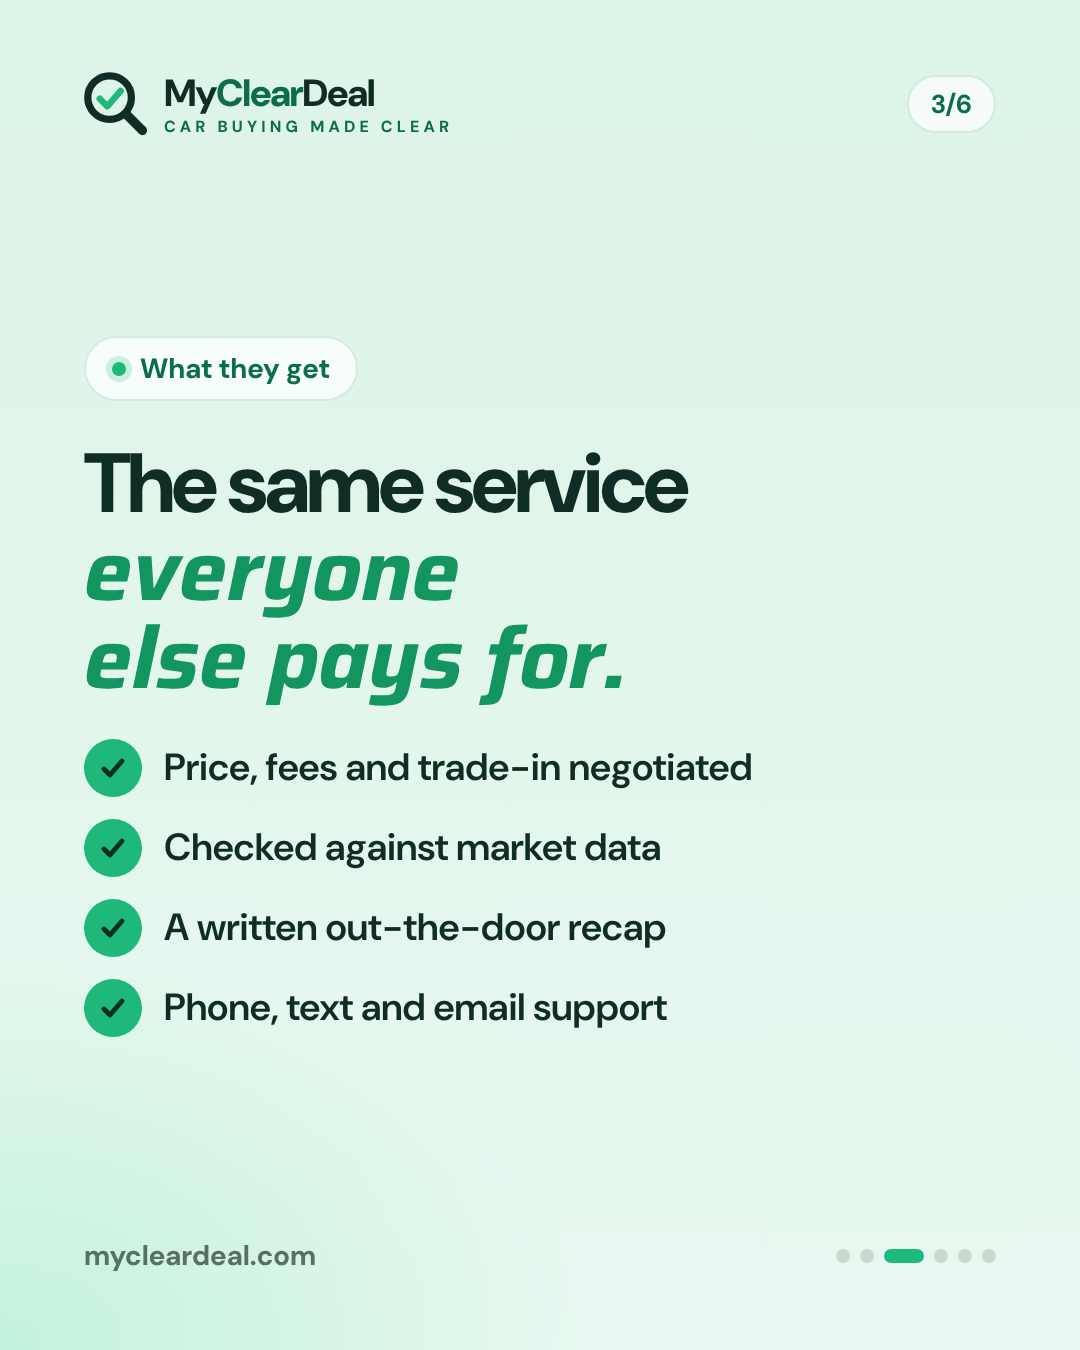 MyClearDeal
CAR BUYING MADE CLEAR
3/6
What they get
The same service
everyone
else pays for.
Price, fees and trade-in negotiated
Checked against market data
A written out-the-door recap
Phone, text and email support
mycleardeal.com